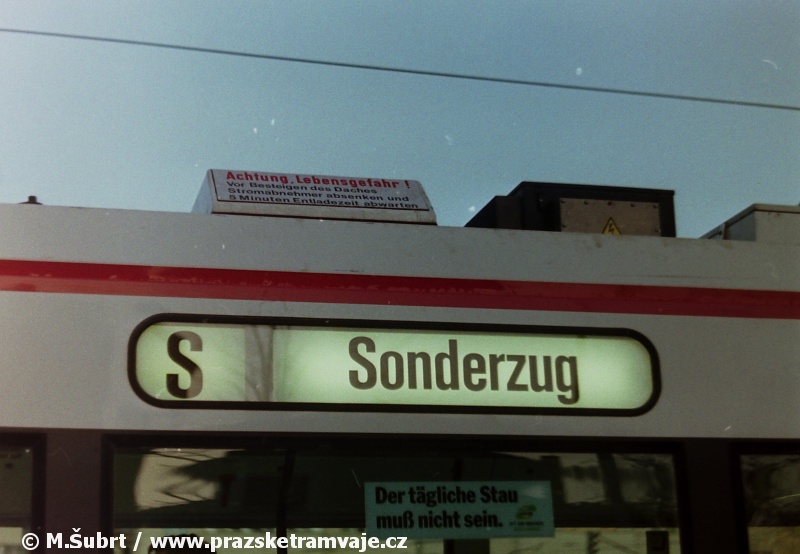 Achtung, Lebensgefahr !
Vor Besteigen des Daches
Stromabnehmer absenken und
5 Minuten Entladezeit abwarten
S Sonderzug
Der tägliche Stau
muß nicht sein.
© M.Šubrt / www.prazsketramvaje.cz